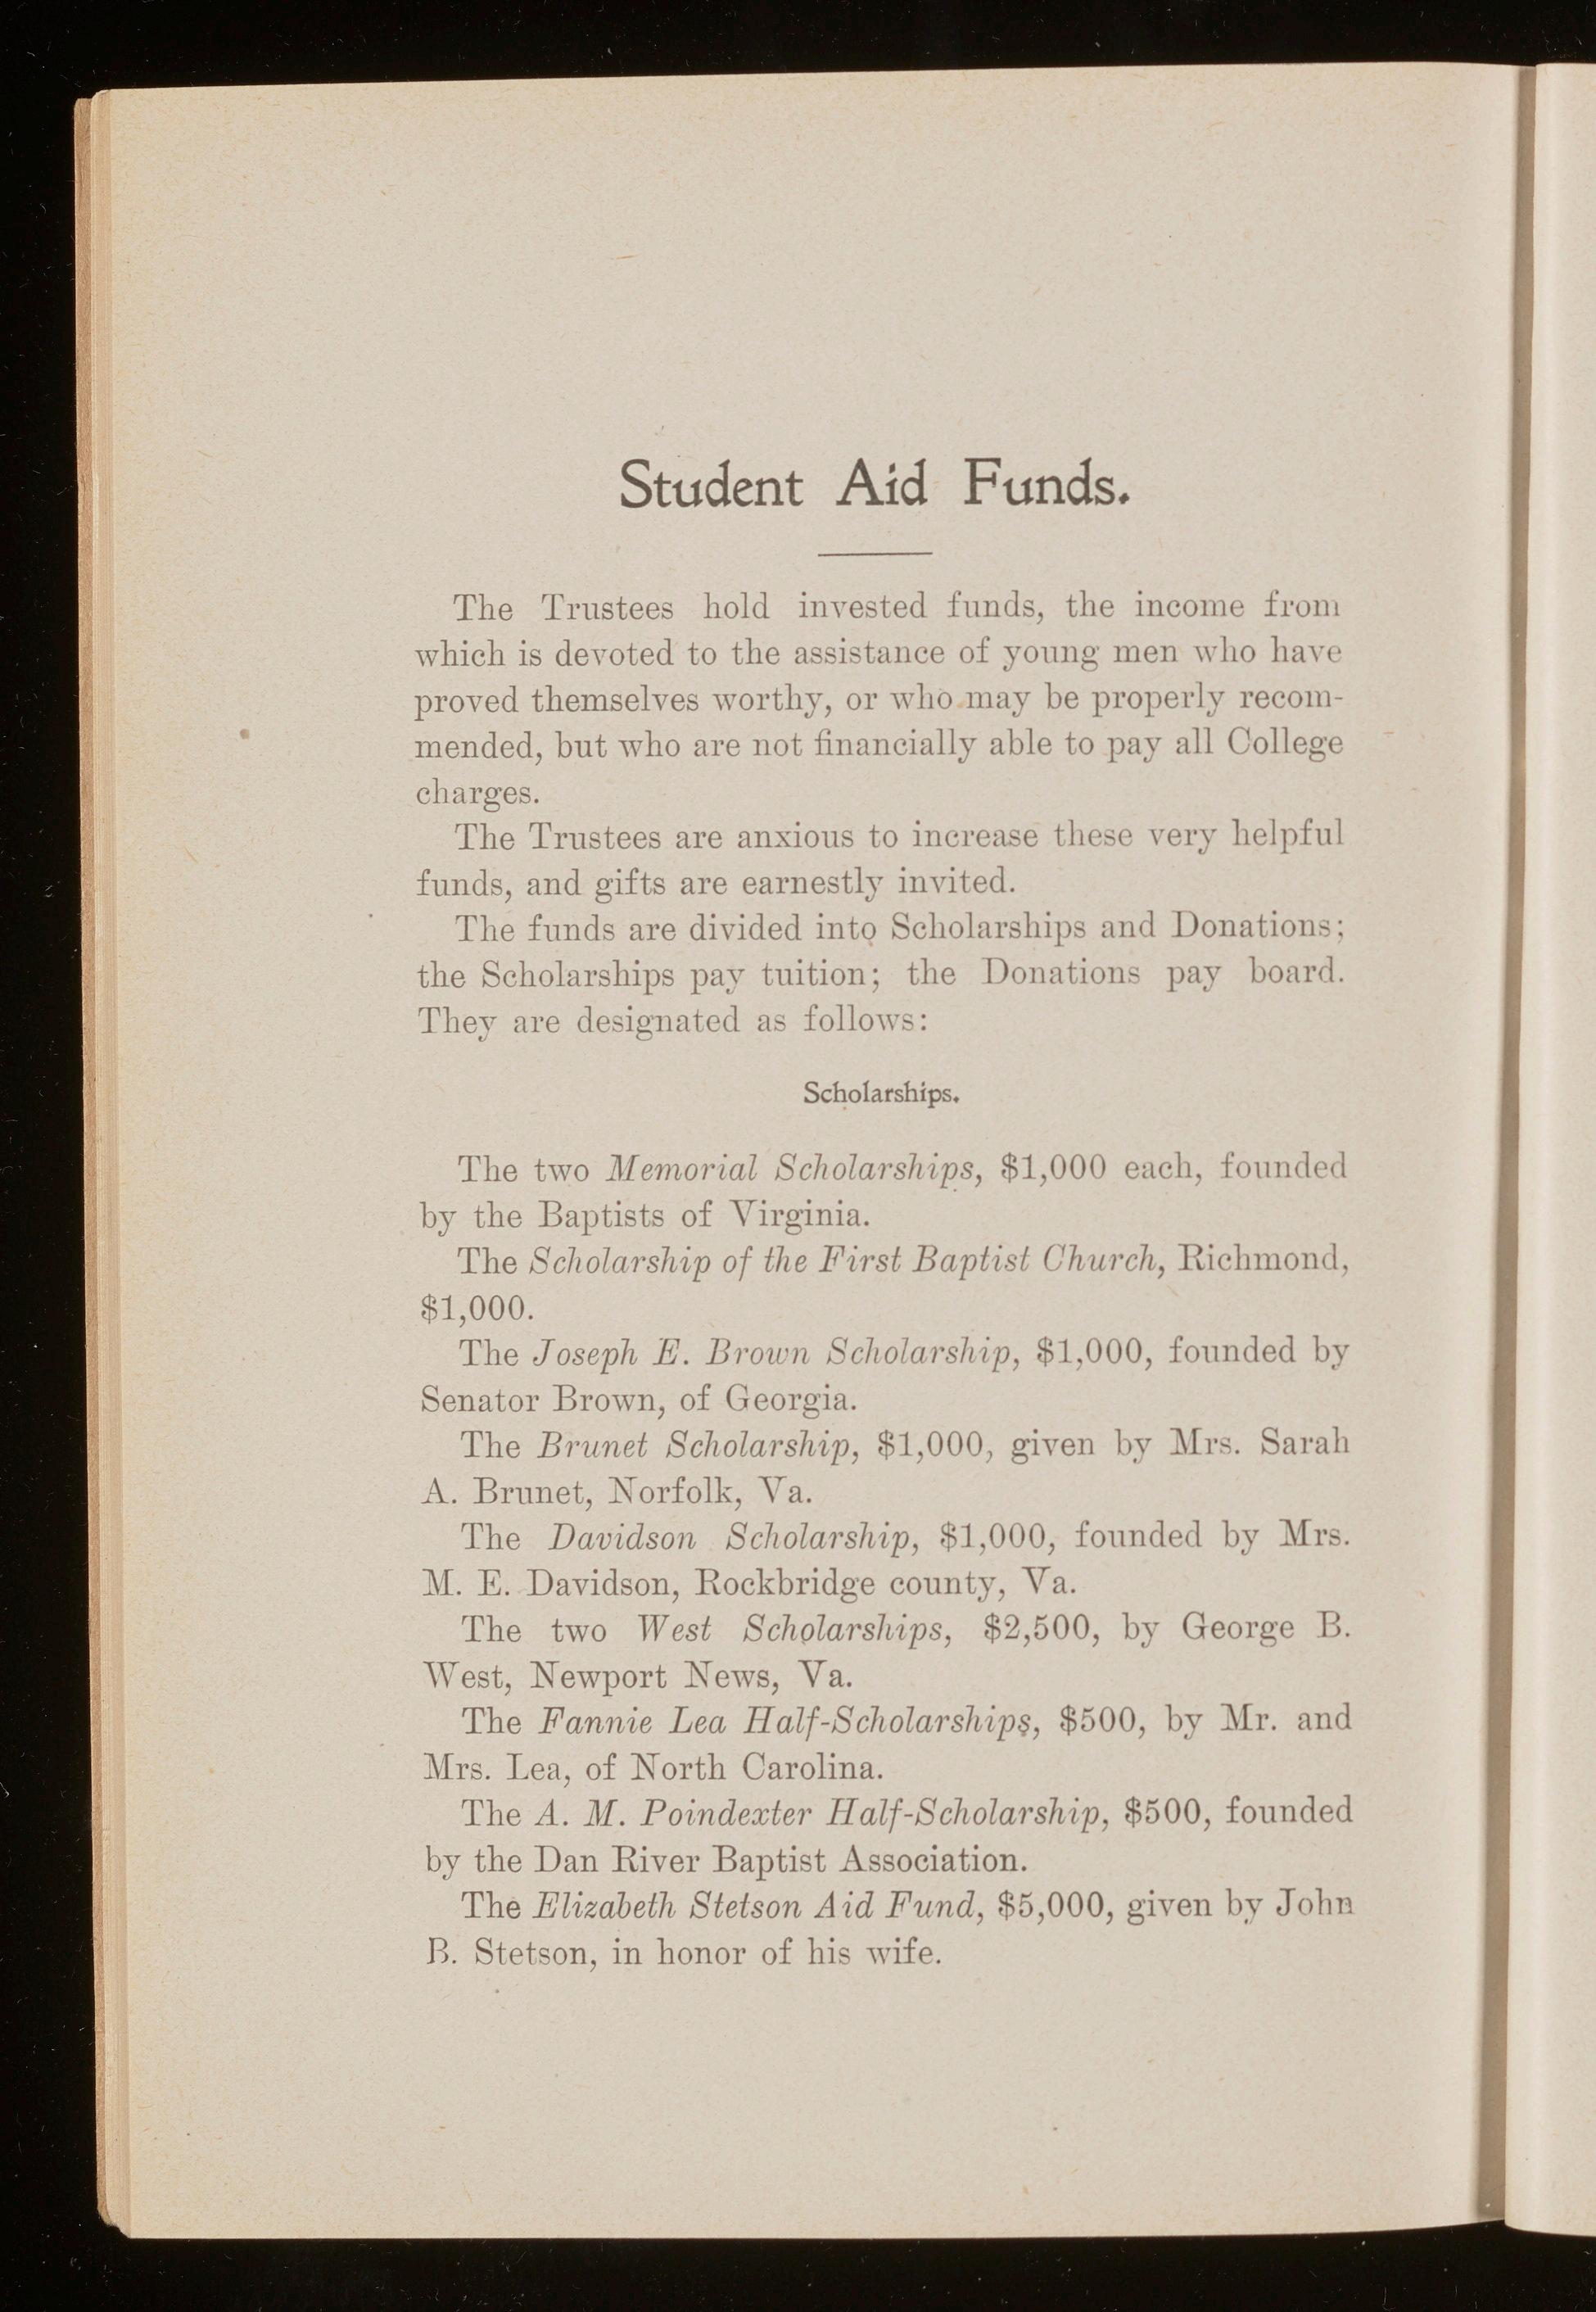 Student Aid Funds.
The Trustees hold invested funds, the income from
which is devoted to the assistance of young men who have
proved themselves worthy, or who may be properly recom-
mended, but who are not financially able to pay all College
charges.
The Trustees are anxious to increase these very helpful
funds, and gifts are earnestly invited.
The funds are divided into Scholarships and Donations;
the Scholarships pay tuition; the Donations pay board.
They are designated as follows:
Scholarships.
The two Memorial Scholarships, $1,000 each, founded
by the Baptists of Virginia.
The Scholarship of the First Baptist Church, Richmond,
$1,000.
The Joseph E. Brown Scholarship, $1,000, founded by
Senator Brown, of Georgia.
The Brunet Scholarship, $1,000, given by Mrs. Sarah
A. Brunet, Norfolk, Va.
The Davidson Scholarship, $1,000, founded by Mrs.
M. E. Davidson, Rockbridge county, Va.
The two West Scholarships, $2,500, by George B.
West, Newport News, Va.
The Fannie Lea Half-Scholarships, $500, by Mr. and
Mrs. Lea, of North Carolina.
The A. M. Poindexter Half-Scholarship, $500, founded
by the Dan River Baptist Association.
The Elizabeth Stetson Aid Fund, $5,000, given by John
B. Stetson, in honor of his wife.